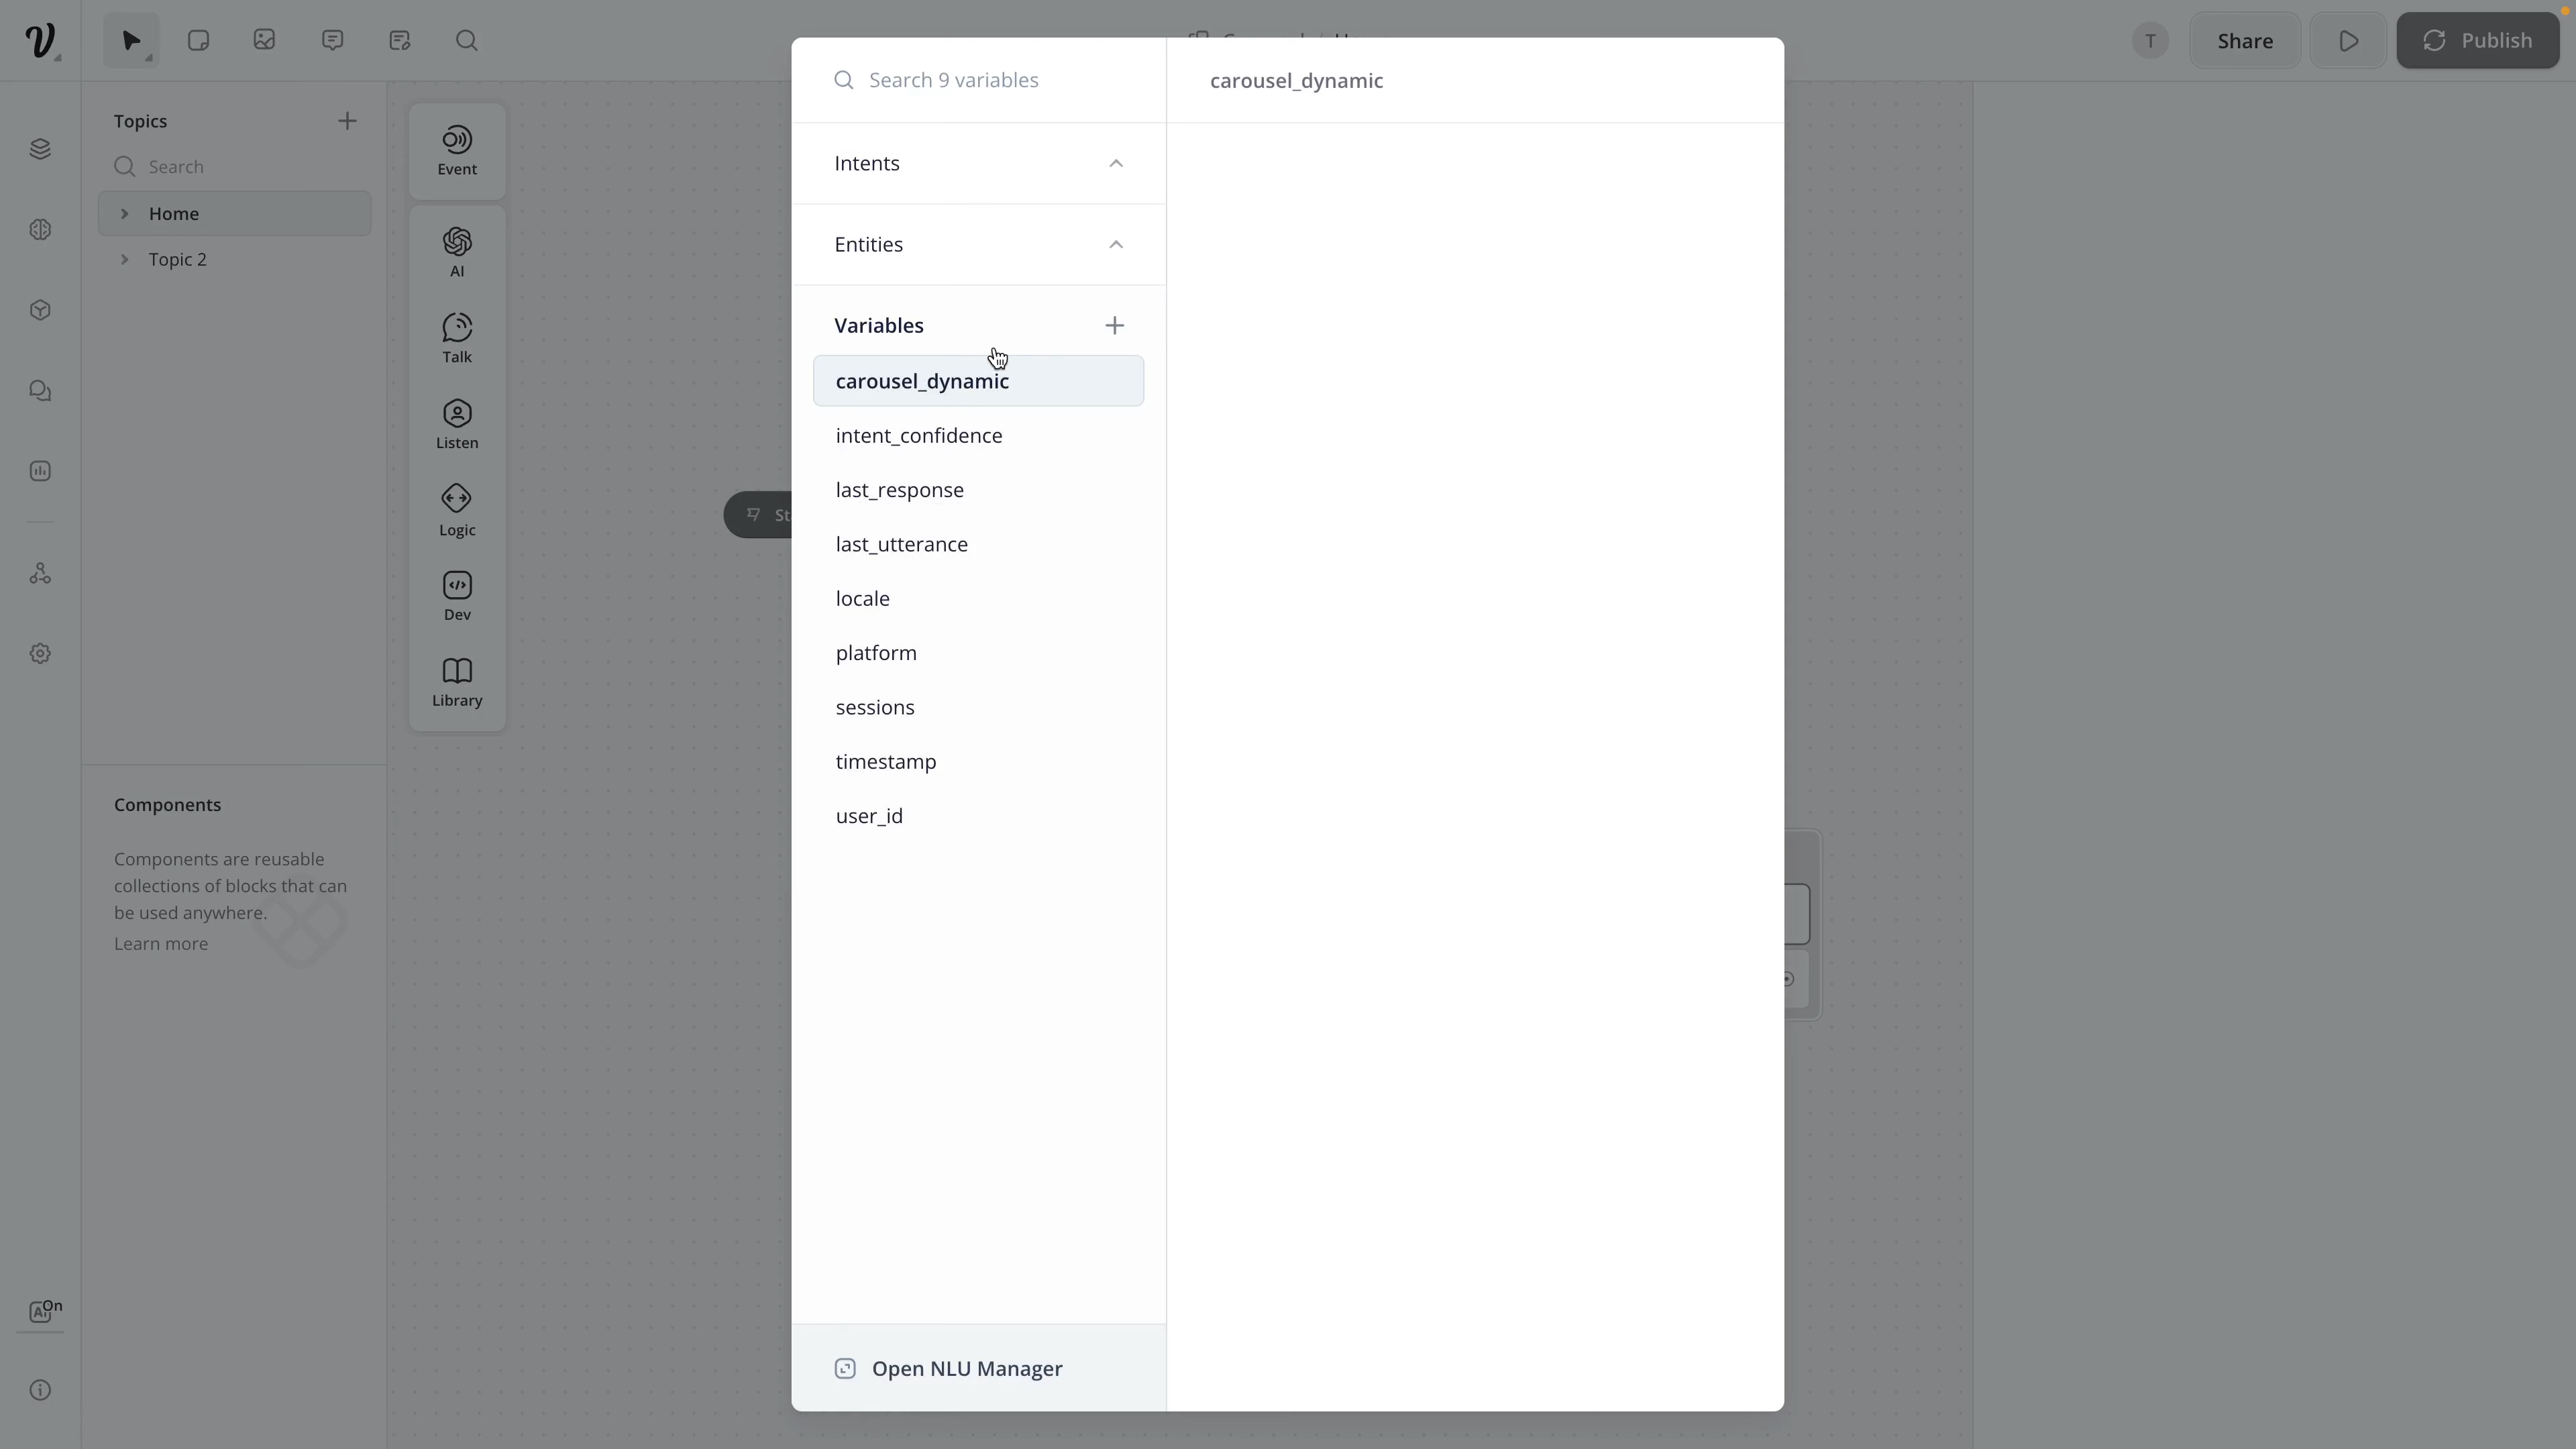 T
Share
Publish
Topics
Search
Home
Topic 2
Event
AI
Talk
Listen
Logic
Dev
Library
Components
Components are reusable
collections of blocks that can
be used anywhere.
Learn more
On
Search 9 variables
Intents
Entities
Variables
carousel_dynamic
intent_confidence
last_response
last_utterance
locale
platform
sessions
timestamp
user_id
Open NLU Manager
carousel_dynamic